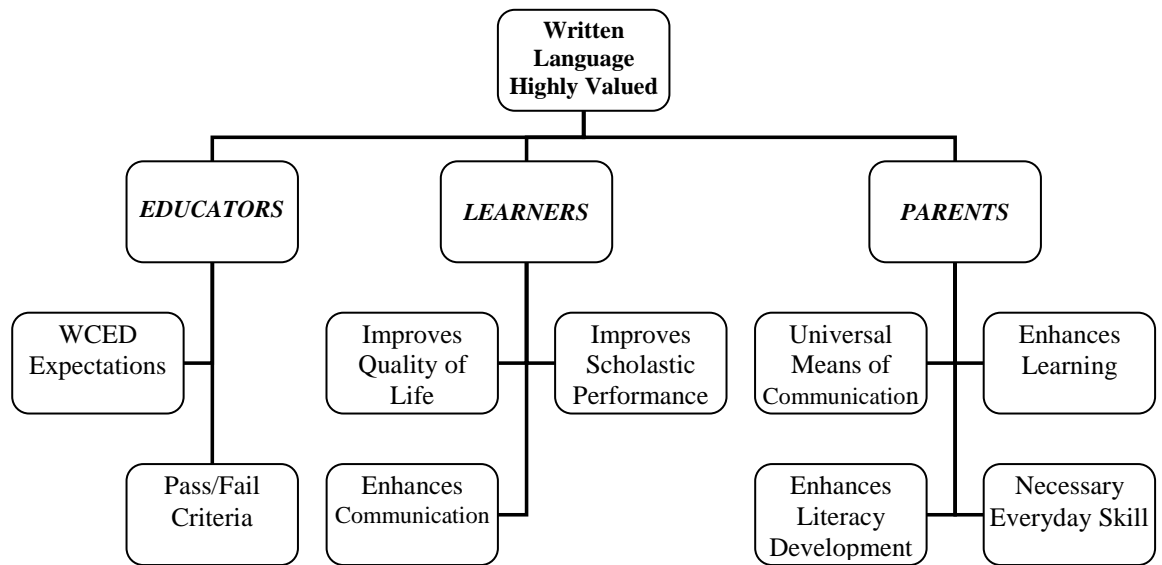 Written
Language
Highly Valued
EDUCATORS
LEARNERS
PARENTS
WCED
Expectations
Improves
Quality of
Life
Improves
Scholastic
Performance
Universal
Means of
Communication
Enhances
Learning
Pass/Fail
Criteria
Enhances
Communication
Enhances
Literacy
Development
Necessary
Everyday Skill